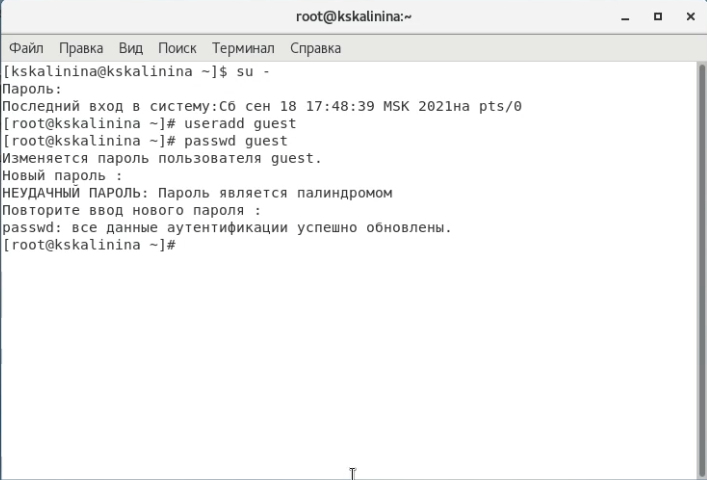 root@kskalinina:~
Файл Правка Вид Поиск Терминал Справка
[kskalinina@kskalinina ~]$ su -
Пароль:
Последний вход в систему:Сб сен 18 17:48:39 MSK 2021на pts/0
[root@kskalinina ~]# useradd guest
[root@kskalinina ~]# passwd guest
Изменяется пароль пользователя guest.
Новый пароль :
НЕУДАЧНЫЙ ПАРОЛЬ: Пароль является палиндромом
Повторите ввод нового пароля :
passwd: все данные аутентификации успешно обновлены.
[root@kskalinina ~]#